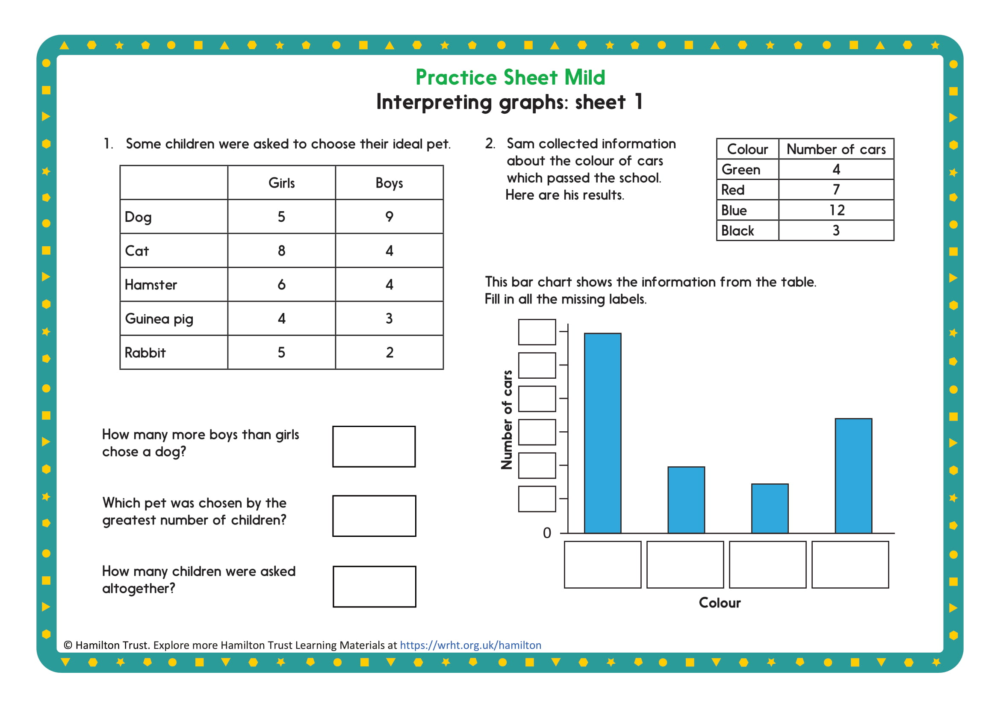 Practice Sheet Mild
Interpreting graphs: sheet 1
1. Some children were asked to choose their ideal pet.
Girls Boys
Dog 5 9
Cat 8 4
Hamster 6 4
Guinea pig 4 3
Rabbit 5 2
How many more boys than girls
chose a dog?
Which pet was chosen by the
greatest number of children?
How many children were asked
altogether?
2. Sam collected information
about the colour of cars
which passed the school.
Here are his results.
Colour Number of cars
Green 4
Red 7
Blue 12
Black 3
This bar chart shows the information from the table.
Fill in all the missing labels.
Number of cars
0
Colour
© Hamilton Trust. Explore more Hamilton Trust Learning Materials at https://wrht.org.uk/hamilton